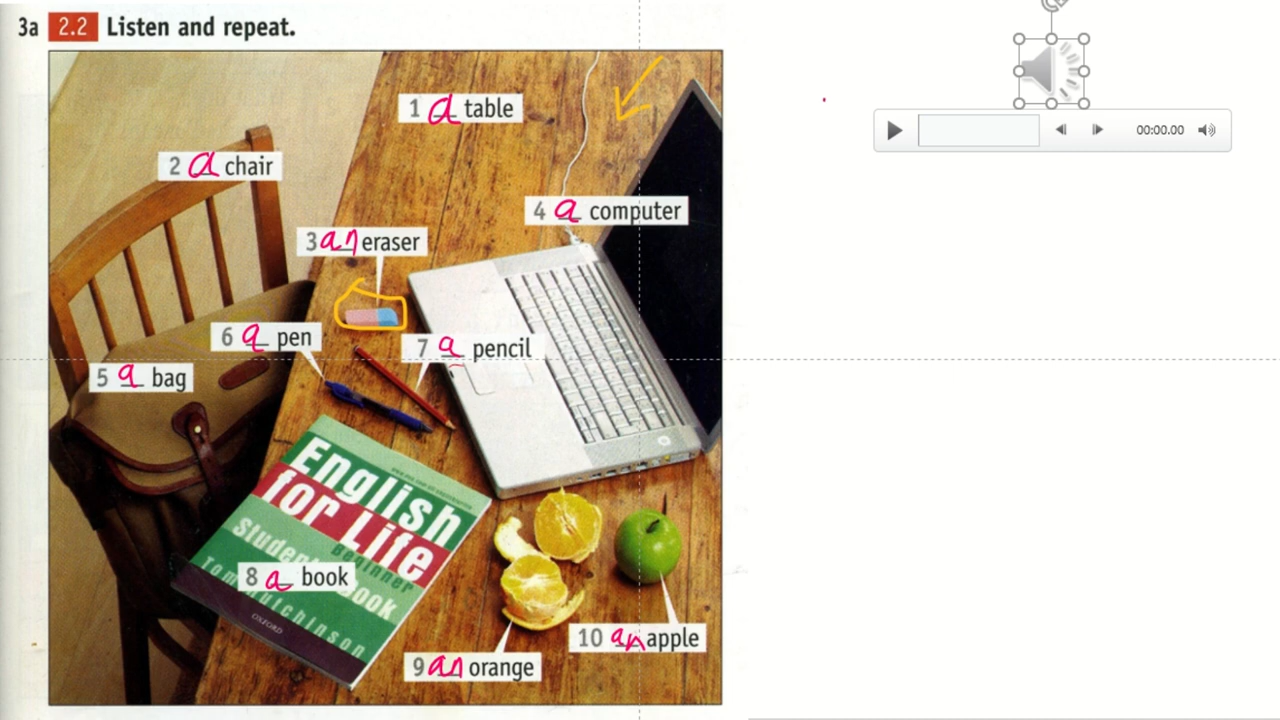 3a 2.2 Listen and repeat.
1 a table
2 a chair
4 a computer
3 an eraser
6 a pen
7 a pencil
5 a bag
English
for Life
Beginner
Student's Book
Tom Hutchinson
OXFORD
8 a book
10 an apple
9 an orange
00:00.00